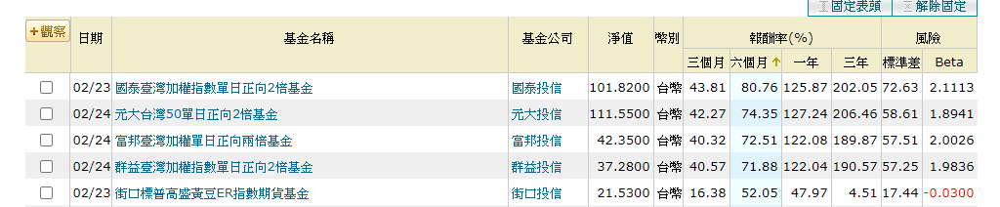 固定表頭 解除固定
+觀察 日期 基金名稱 基金公司 淨值 幣別 報酬率(%) 風險
三個月 六個月↑ 一年 三年 標準差 Beta
02/23 國泰臺灣加權指數單日正向2倍基金 國泰投信 101.8200 台幣 43.81 80.76 125.87 202.05 72.63 2.1113
02/24 元大台灣50單日正向2倍基金 元大投信 111.5500 台幣 42.27 74.35 127.24 206.46 58.61 1.8941
02/24 富邦臺灣加權單日正向兩倍基金 富邦投信 42.3500 台幣 40.32 72.51 122.08 189.87 57.51 2.0026
02/24 群益臺灣加權指數單日正向2倍基金 群益投信 37.2800 台幣 40.57 71.88 122.04 190.57 57.25 1.9836
02/23 街口標普高盛黃豆ER指數期貨基金 街口投信 21.5300 台幣 16.38 52.05 47.97 4.51 17.44 -0.0300